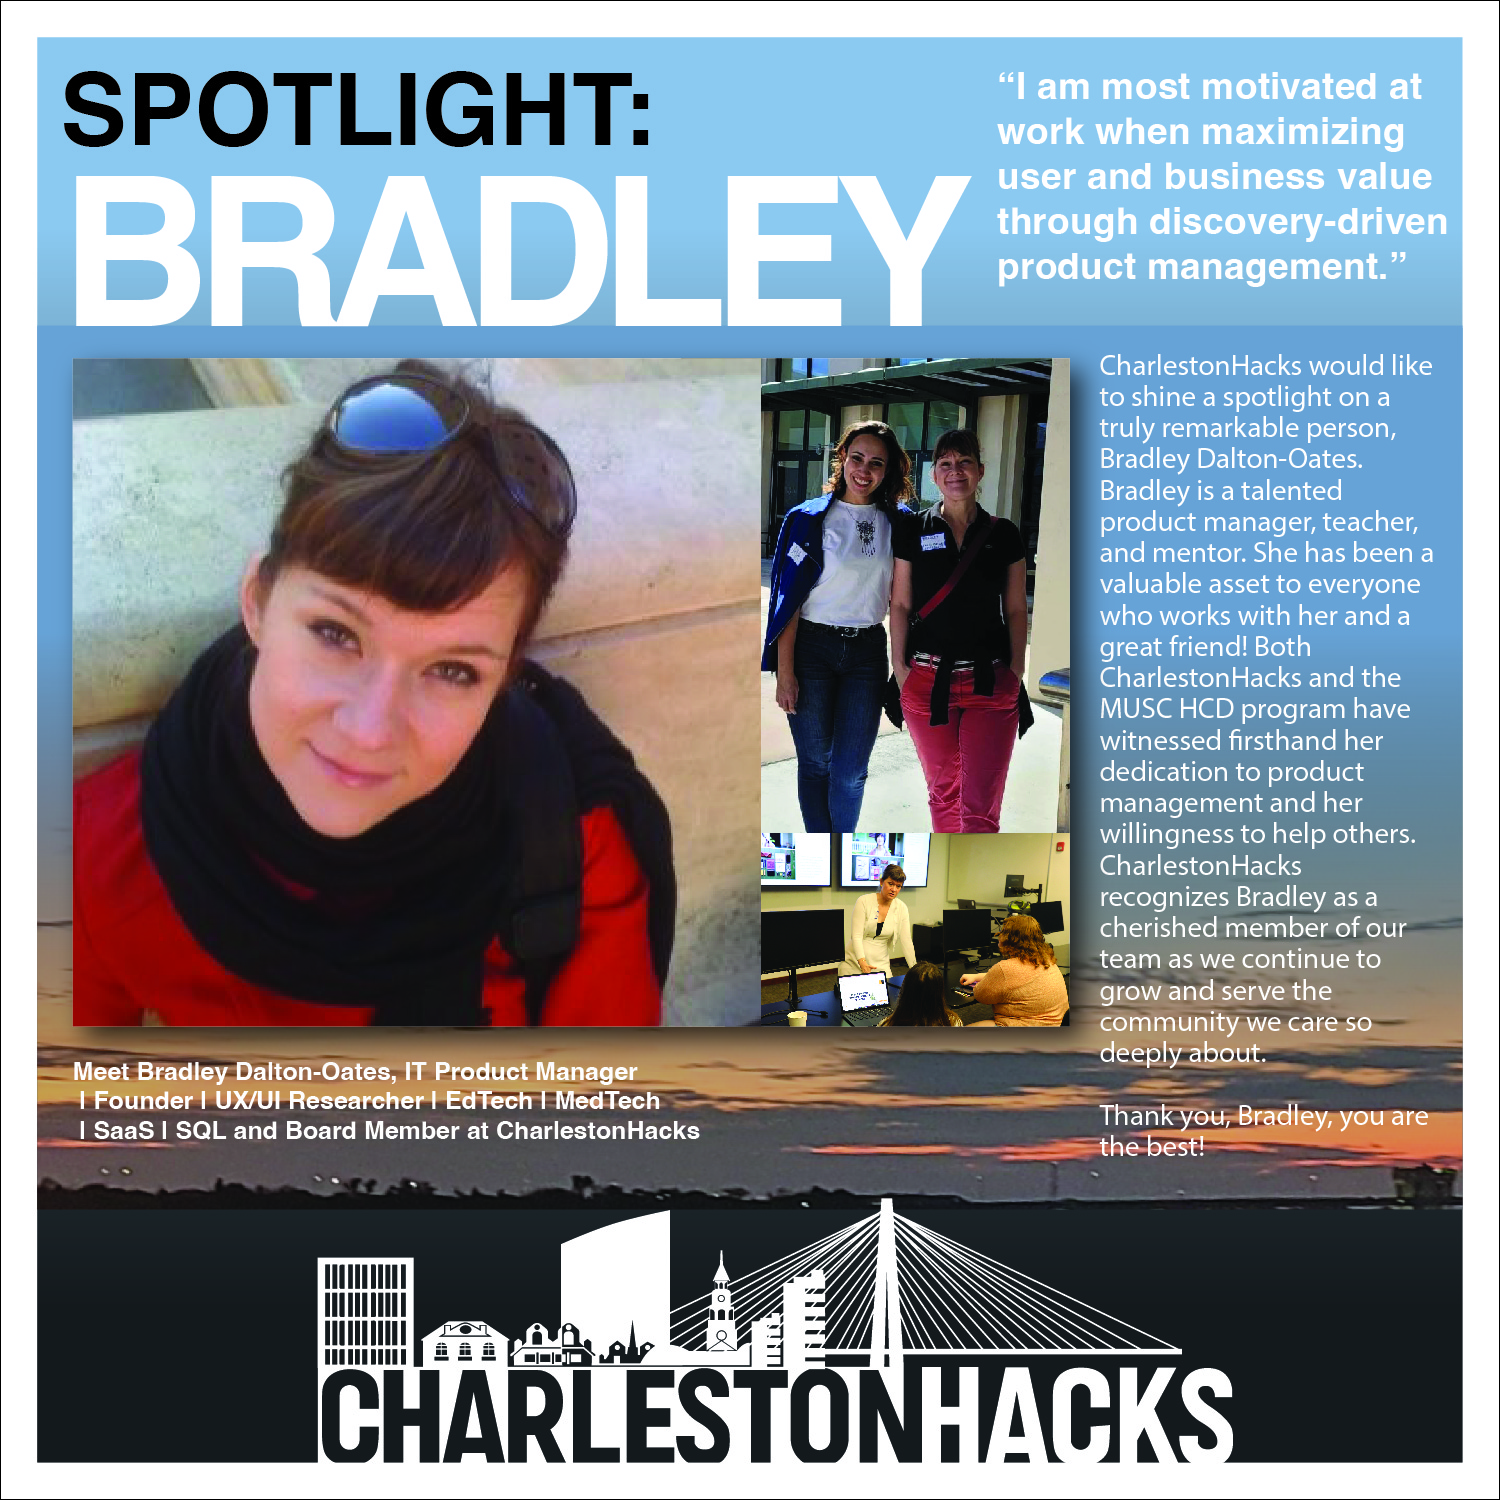 SPOTLIGHT:
BRADLEY
“I am most motivated at
work when maximizing
user and business value
through discovery-driven
product management.”
CharlestonHacks would like
to shine a spotlight on a
truly remarkable person,
Bradley Dalton-Oates.
Bradley is a talented
product manager, teacher,
and mentor. She has been a
valuable asset to everyone
who works with her and a
great friend! Both
CharlestonHacks and the
MUSC HCD program have
witnessed firsthand her
dedication to product
management and her
willingness to help others.
CharlestonHacks
recognizes Bradley as a
cherished member of our
team as we continue to
grow and serve the
community we care so
deeply about.
Thank you, Bradley, you are
the best!
Meet Bradley Dalton-Oates, IT Product Manager
| Founder | UX/UI Researcher | EdTech | MedTech
| SaaS | SQL and Board Member at CharlestonHacks
CHARLESTONHACKS